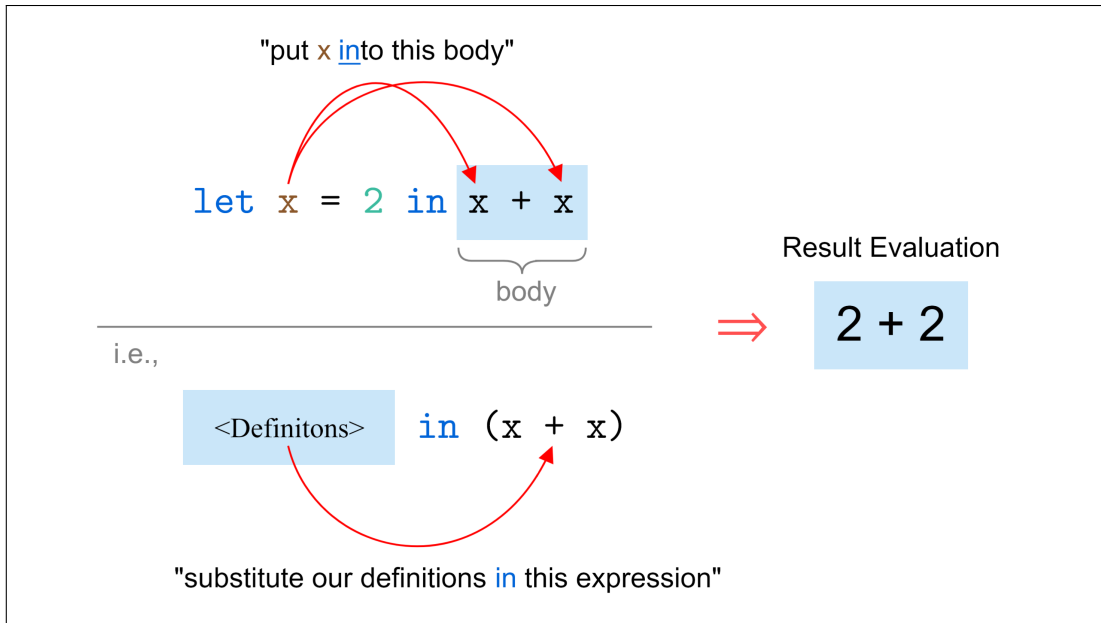 "put x into this body"
let x = 2 in x + x
body
Result Evaluation
2 + 2
⇒
i.e.,
<Definitons> in (x + x)
"substitute our definitions in this expression"